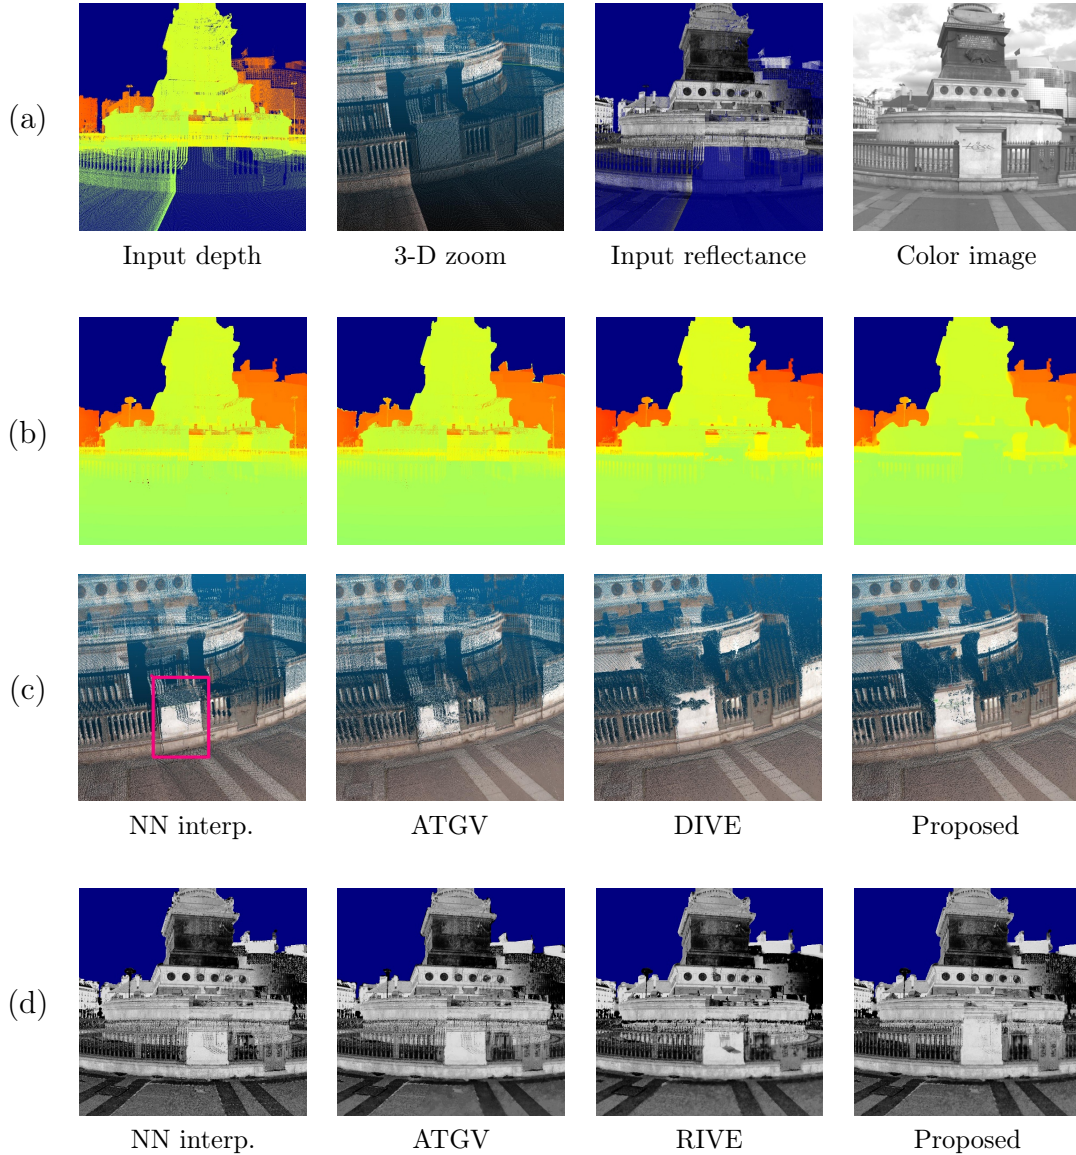 (a)
Input depth 3-D zoom Input reflectance Color image
(b)
(c)
NN interp. ATGV DIVE Proposed
(d)
NN interp. ATGV RIVE Proposed